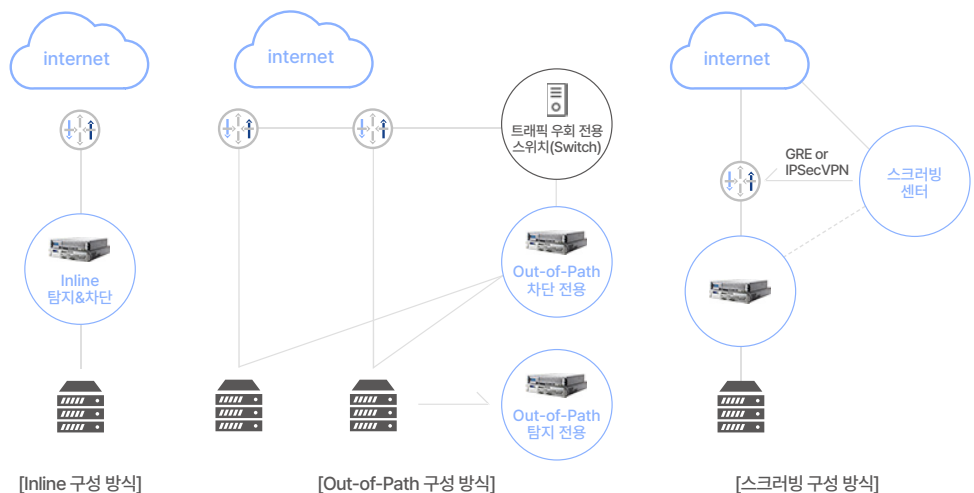 internet
internet
internet
트래픽 우회 전용
스위치(Switch)
GRE or
IPSecVPN
스크러빙
센터
Inline
탐지&차단
Out-of-Path
차단 전용
Out-of-Path
탐지 전용
[Inline 구성 방식]
[Out-of-Path 구성 방식]
[스크러빙 구성 방식]